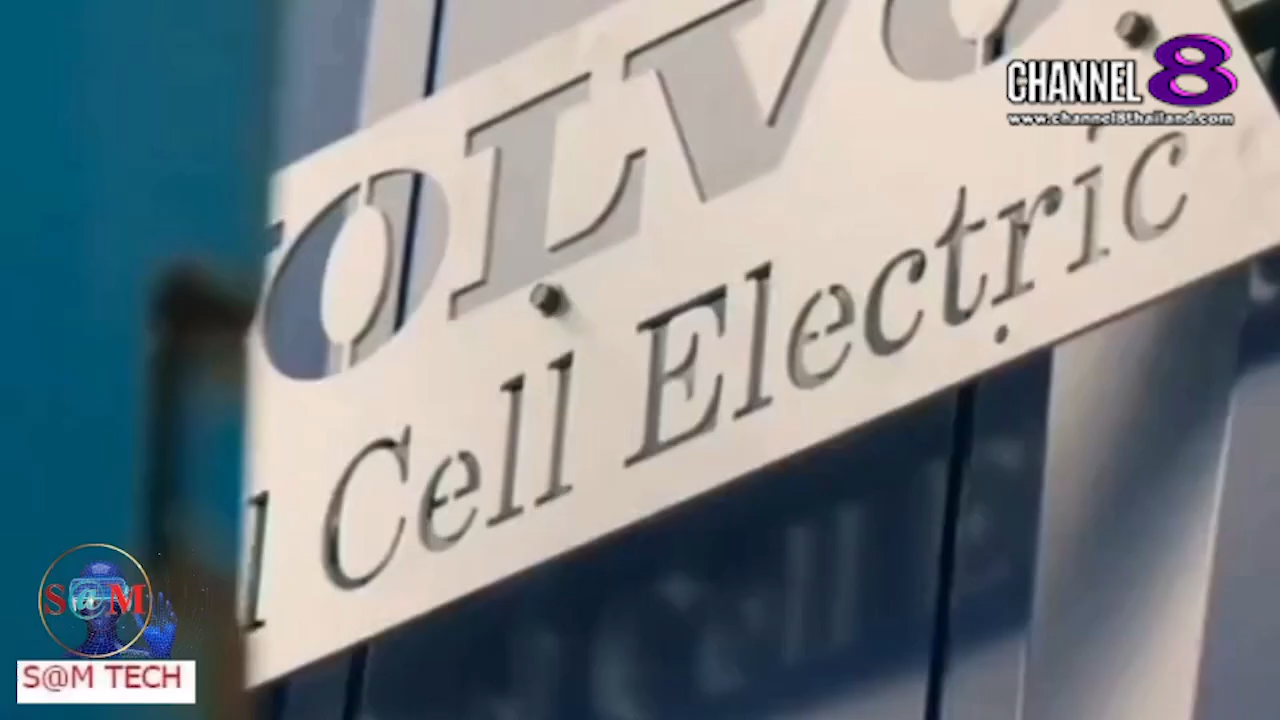 OLVO
l Cell Electric
CHANNEL 8
www.channel8thailand.com
S@M
S@M TECH